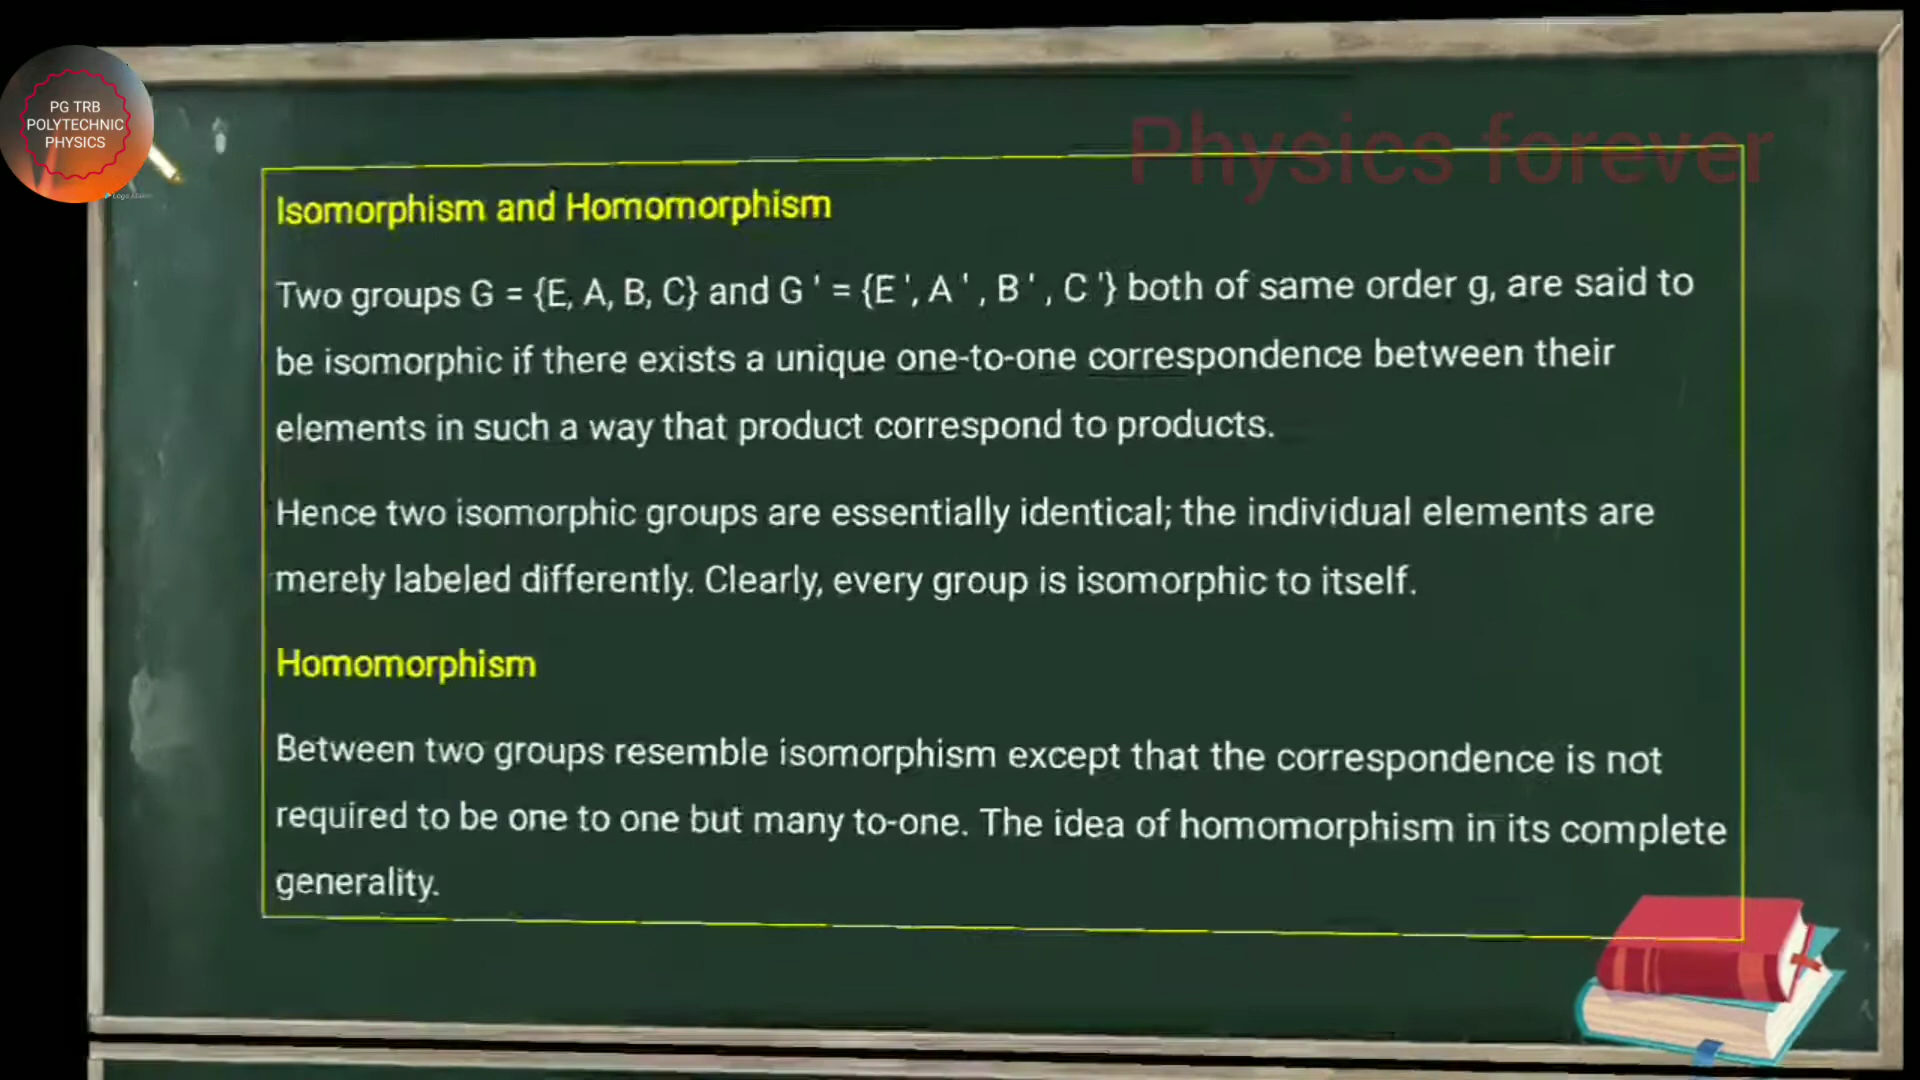 PG TRB
POLYTECHNIC
PHYSICS
Physics forever
Isomorphism and Homomorphism
Two groups G = {E, A, B, C} and G ' = {E ', A ' , B ' , C '} both of same order g, are said to
be isomorphic if there exists a unique one-to-one correspondence between their
elements in such a way that product correspond to products.
Hence two isomorphic groups are essentially identical; the individual elements are
merely labeled differently. Clearly, every group is isomorphic to itself.
Homomorphism
Between two groups resemble isomorphism except that the correspondence is not
required to be one to one but many to-one. The idea of homomorphism in its complete
generality.